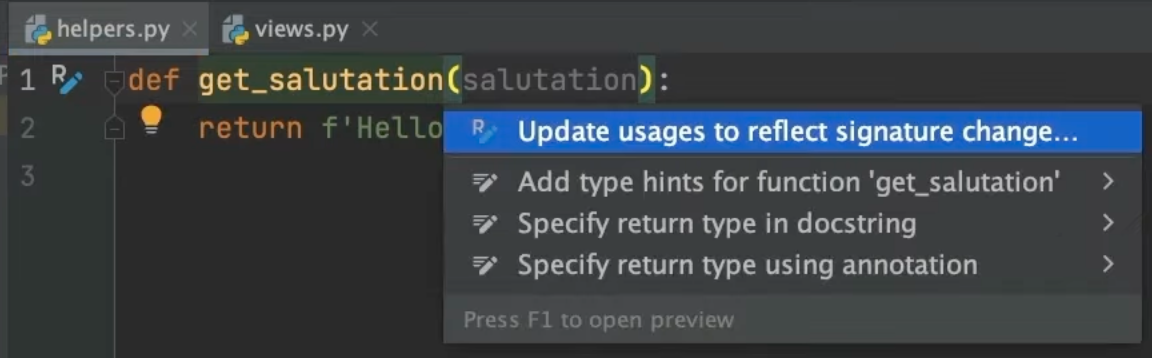 helpers.py views.py
1 def get_salutation(salutation):
2 return f'Hello
3
Update usages to reflect signature change...
Add type hints for function 'get_salutation'
Specify return type in docstring
Specify return type using annotation
Press F1 to open preview